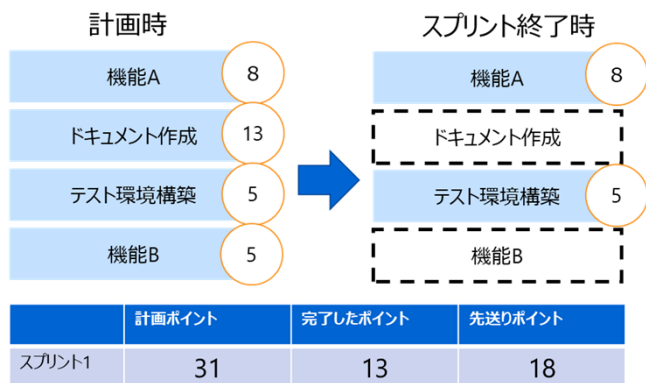 計画時
スプリント終了時
機能A
8
ドキュメント作成
13
テスト環境構築
5
機能B
5
機能A
8
ドキュメント作成
テスト環境構築
5
機能B
計画ポイント 完了したポイント 先送りポイント
スプリント1 31 13 18